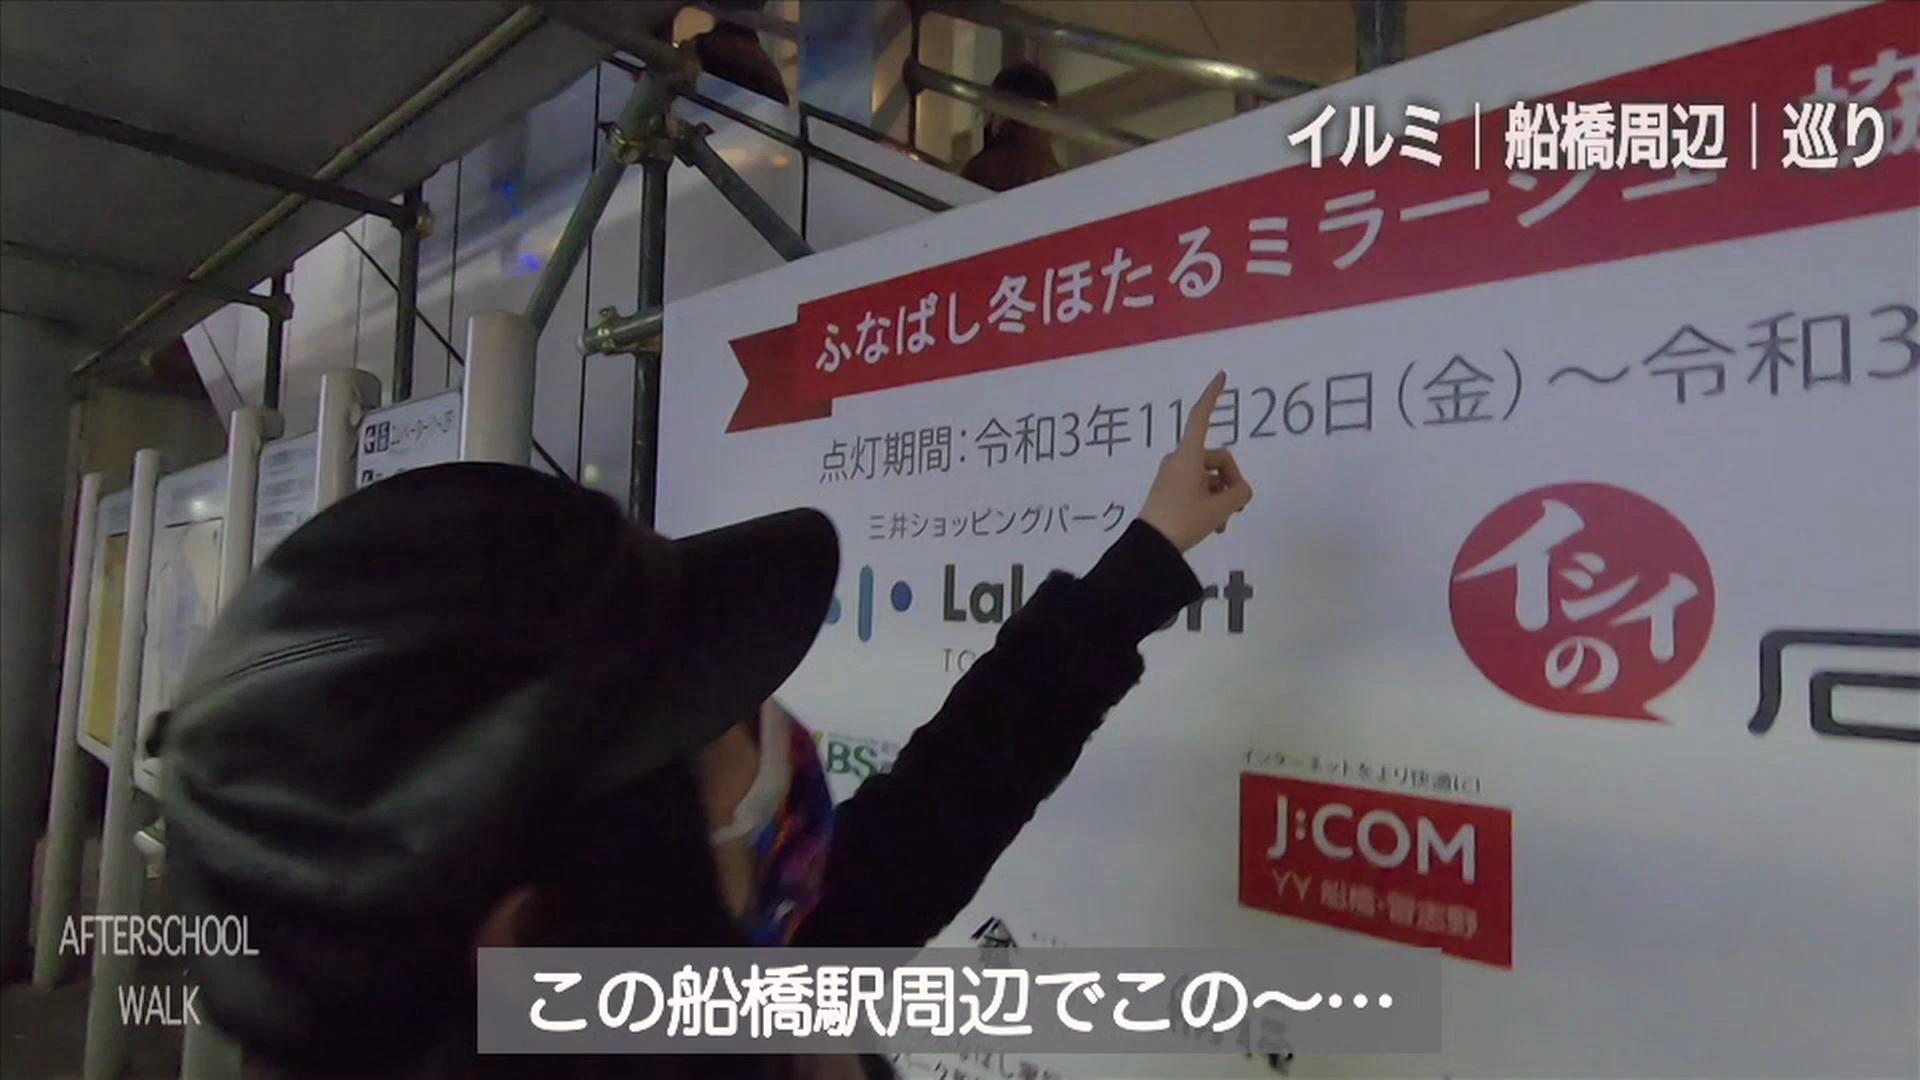 イルミ｜船橋周辺｜巡り
ふなばし冬ほたるミラージュ 協
点灯期間：令和3年11月26日（金）～令和3
三井ショッピングパーク
イシイの
BS
インターネットをより快適に!
J:COM
YY 船橋・習志野
AFTERSCHOOL
WALK
この船橋駅周辺でこの～…